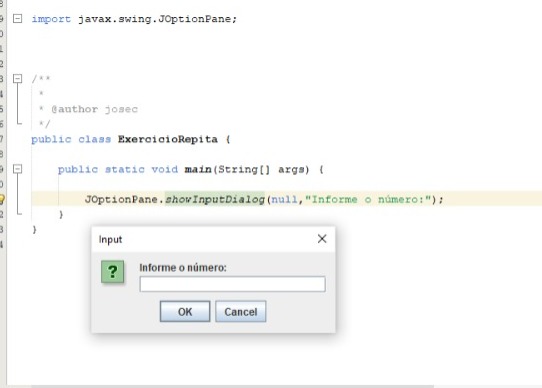 import javax.swing.JOptionPane;
/**
*
* @author josec
*/
public class ExercicioRepita {
public static void main(String[] args) {
JOptionPane.showInputDialog(null,"Informe o número:");
}
}
Input
Informe o número:
OK Cancel